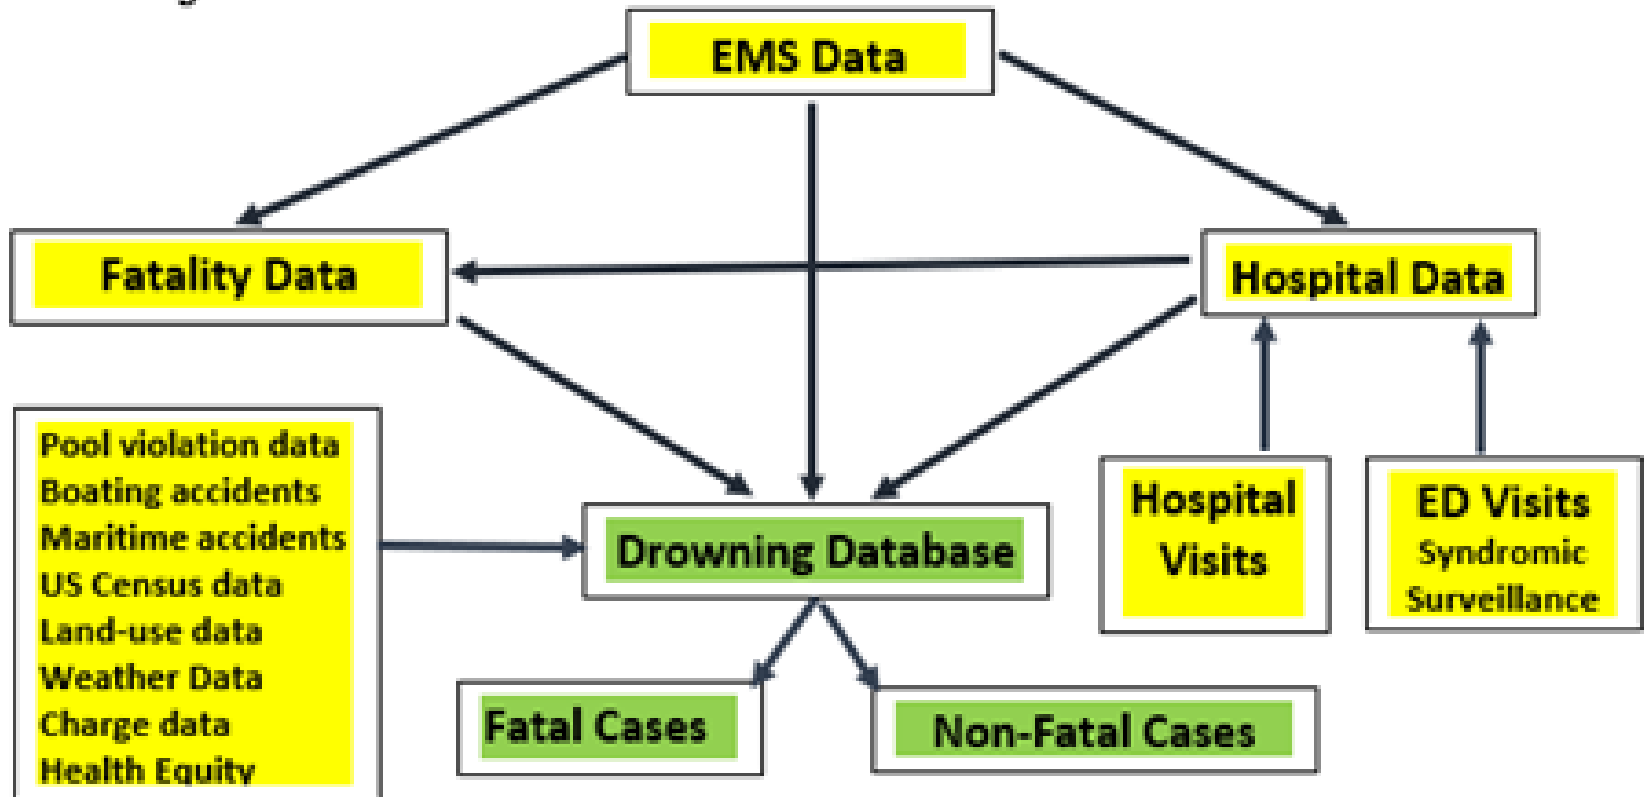 EMS Data
Fatality Data
Hospital Data
Pool violation data
Boating accidents
Maritime accidents
US Census data
Land-use data
Weather Data
Charge data
Health Equity
Drowning Database
Hospital
Visits
ED Visits
Syndromic
Surveillance
Fatal Cases
Non-Fatal Cases